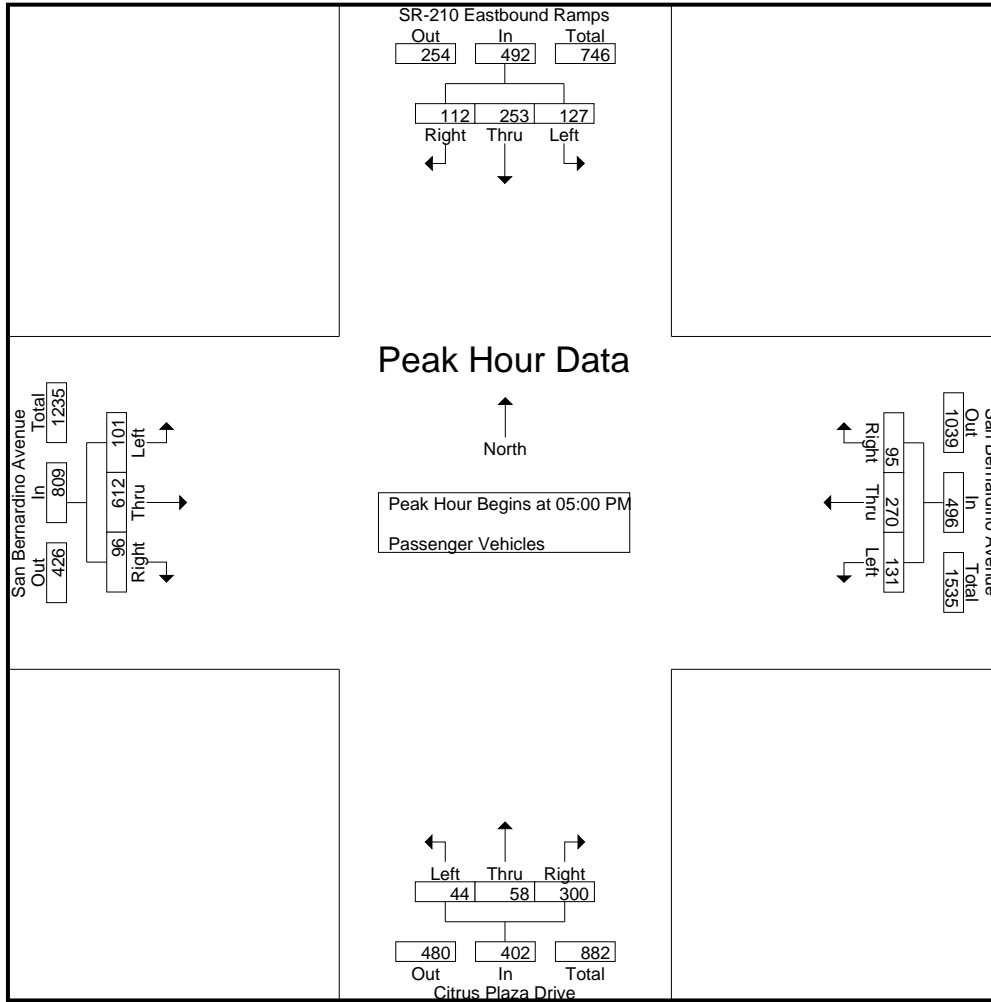 SR-210 Eastbound Ramps
Out In Total
254 492 746
112 253 127
Right Thru Left
Peak Hour Data
North
Peak Hour Begins at 05:00 PM
Passenger Vehicles
San Bernardino Avenue
Out In Total
426 809 1235
101 612 96
Left Thru Right
San Bernardino Avenue
Out In Total
1039 496 1535
95 270 131
Right Thru Left
Left Thru Right
44 58 300
480 402 882
Out In Total
Citrus Plaza Drive